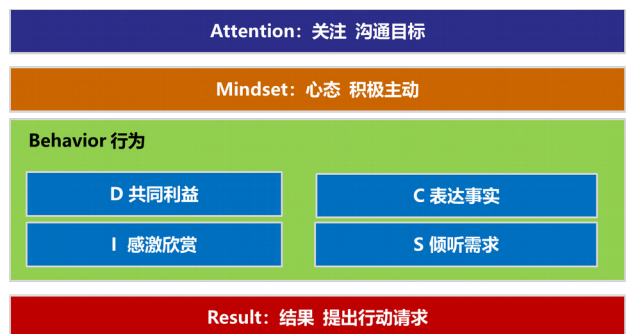 Attention：关注 沟通目标
Mindset：心态 积极主动
Behavior 行为
D 共同利益
C 表达事实
I 感激欣赏
S 倾听需求
Result：结果 提出行动请求